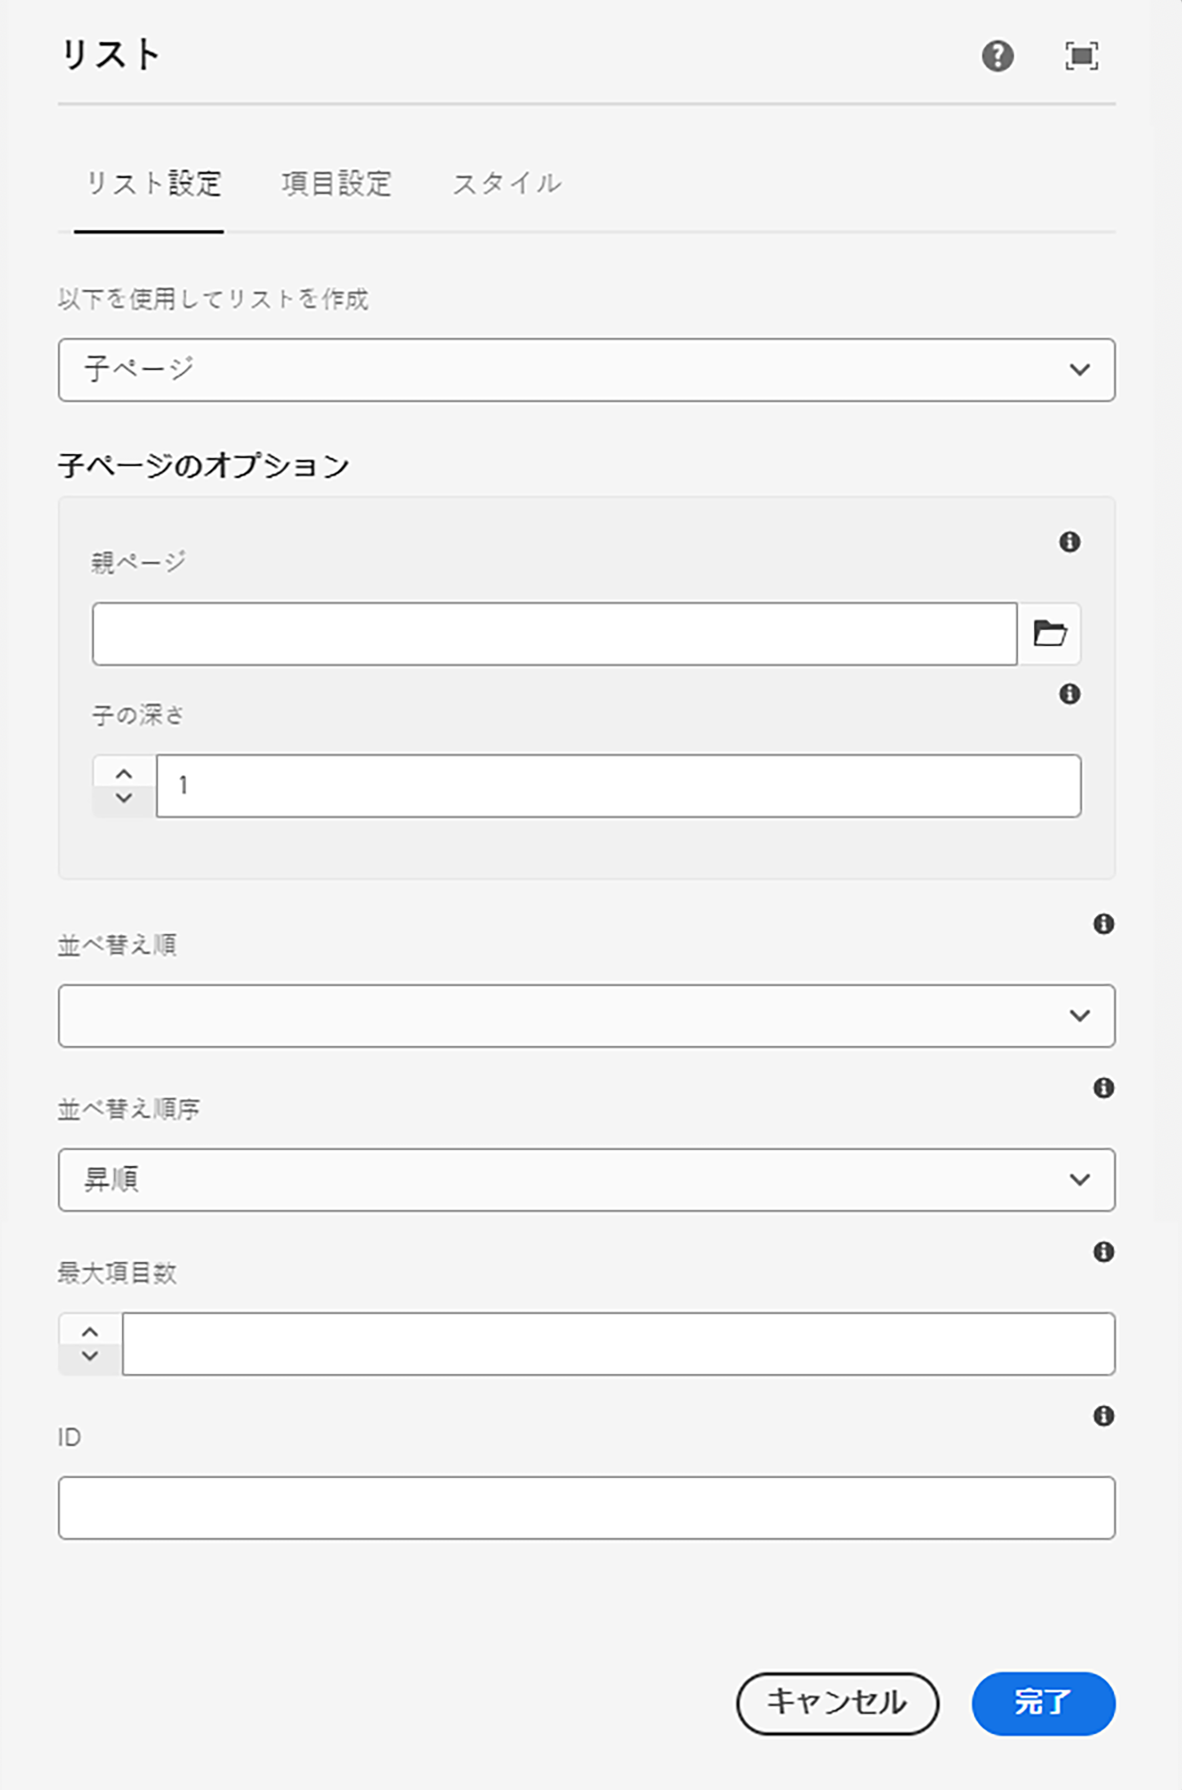 リスト
リスト設定 項目設定 スタイル
以下を使用してリストを作成
子ページ
子ページのオプション
親ページ
子の深さ
1
並べ替え順
並べ替え順序
昇順
最大項目数
ID
キャンセル 完了